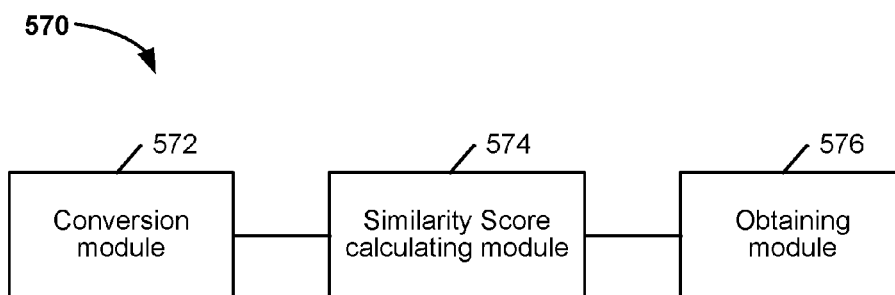 570
572
574
576
Conversion
module
Similarity Score
calculating module
Obtaining
module